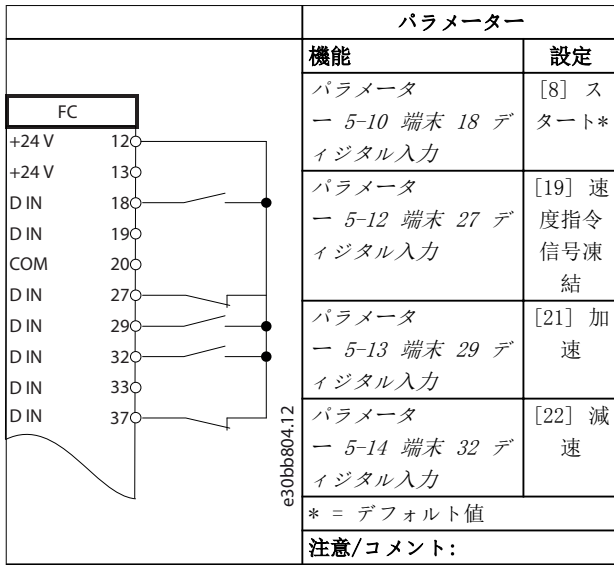 パラメーター
機能 設定
パラメータ
ー 5-10 端末 18 デ
ィジタル入力
[8] ス
タート*
パラメータ
ー 5-12 端末 27 デ
ィジタル入力
[19] 速
度指令
信号凍
結
パラメータ
ー 5-13 端末 29 デ
ィジタル入力
[21] 加
速
パラメータ
ー 5-14 端末 32 デ
ィジタル入力
[22] 減
速
* = デフォルト値
注意/コメント:
FC
+24 V 12
+24 V 13
D IN 18
D IN 19
COM 20
D IN 27
D IN 29
D IN 32
D IN 33
D IN 37
e30bb804.12